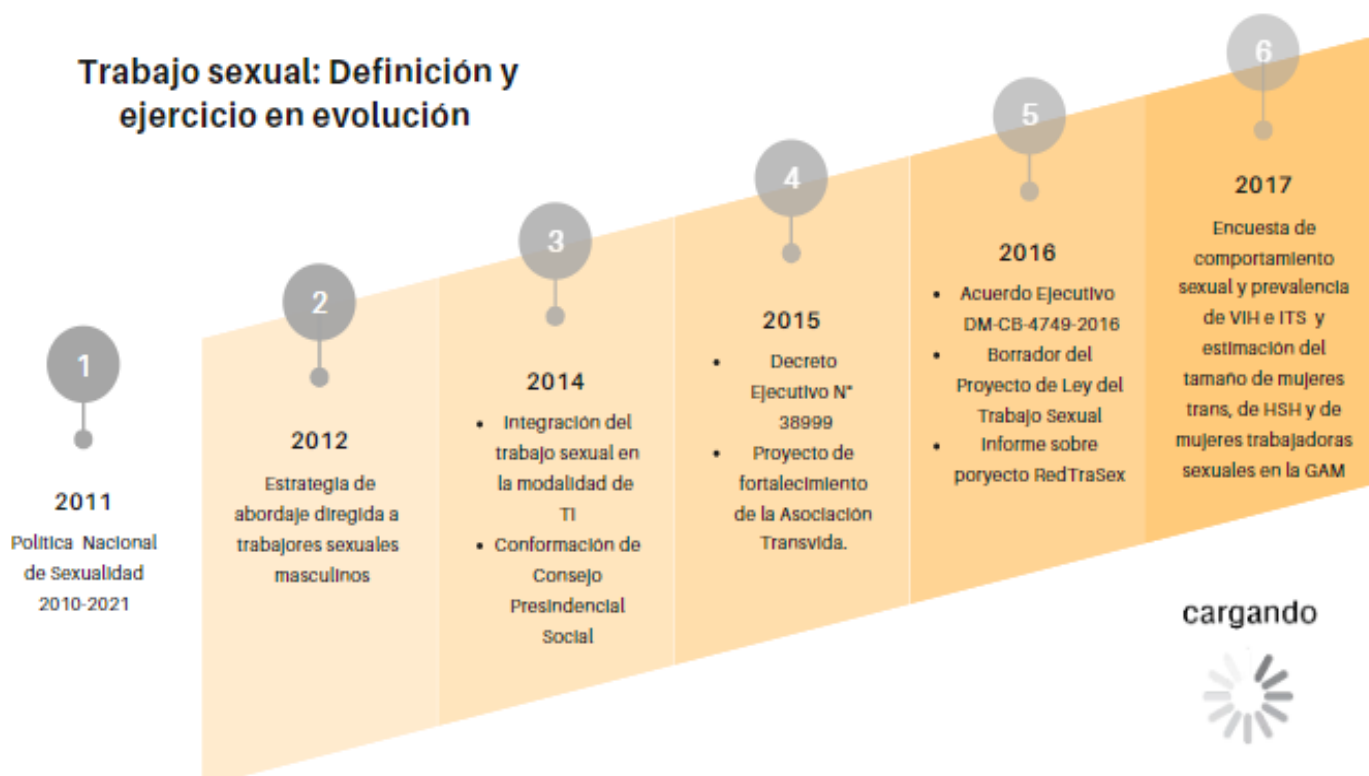 Trabajo sexual: Definición y
ejercicio en evolución
1
2011
Política Nacional
de Sexualidad
2010-2021
2
2012
Estrategia de
abordaje diregida a
trabajores sexuales
masculinos
3
2014
• Integración del
trabajo sexual en
la modalidad de
TI
• Conformación de
Consejo
Presindencial
Social
4
2015
• Decreto
Ejecutivo N°
38999
• Proyecto de
fortalecimiento
de la Asociación
Transvida.
5
2016
• Acuerdo Ejecutivo
DM-CB-4749-2016
• Borrador del
Proyecto de Ley del
Trabajo Sexual
• Informe sobre
poryecto RedTraSex
6
2017
Encuesta de
comportamiento
sexual y prevalencia
de VIH e ITS y
estimación del
tamaño de mujeres
trans, de HSH y de
mujeres trabajadoras
sexuales en la GAM
cargando